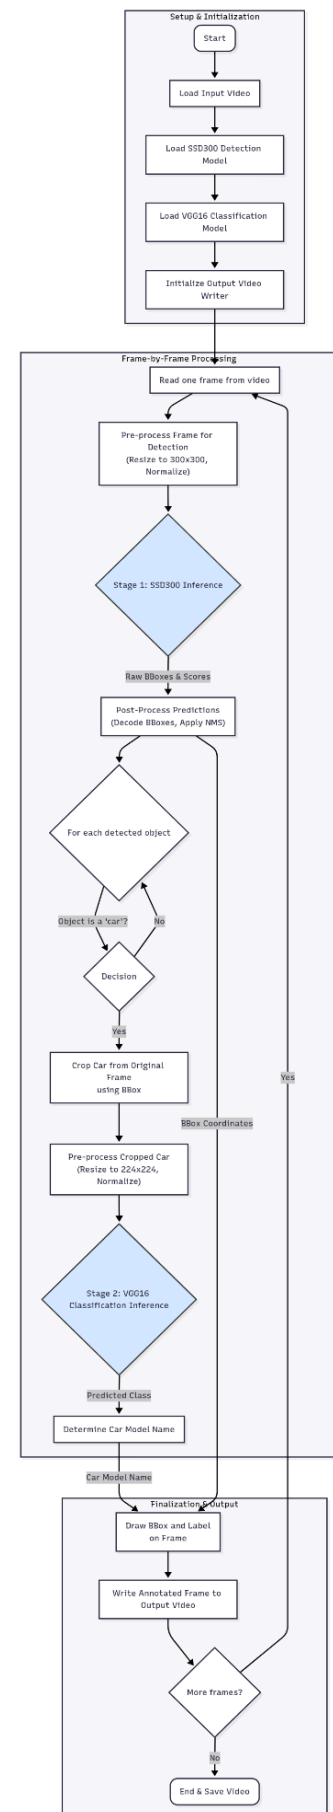 Setup & Initialization
Start
Load Input Video
Load SSD300 Detection
Model
Load VGG16 Classification
Model
Initialize Output Video
Writer
Frame-by-Frame Processing
Read one frame from video
Pre-process Frame for
Detection
(Resize to 300x300,
Normalize)
Stage 1: SSD300 Inference
Raw BBoxes & Scores
Post-Process Predictions
(Decode BBoxes, Apply NMS)
For each detected object
Object is a 'car'?
No
Decision
Yes
Crop Car from Original
Frame
using BBox
Yes
BBox Coordinates
Pre-process Cropped Car
(Resize to 224x224,
Normalize)
Stage 2: VGG16
Classification Inference
Predicted Class
Determine Car Model Name
Car Model Name
Finalization & Output
Draw BBox and Label
on Frame
Write Annotated Frame to
Output Video
More frames?
No
End & Save Video